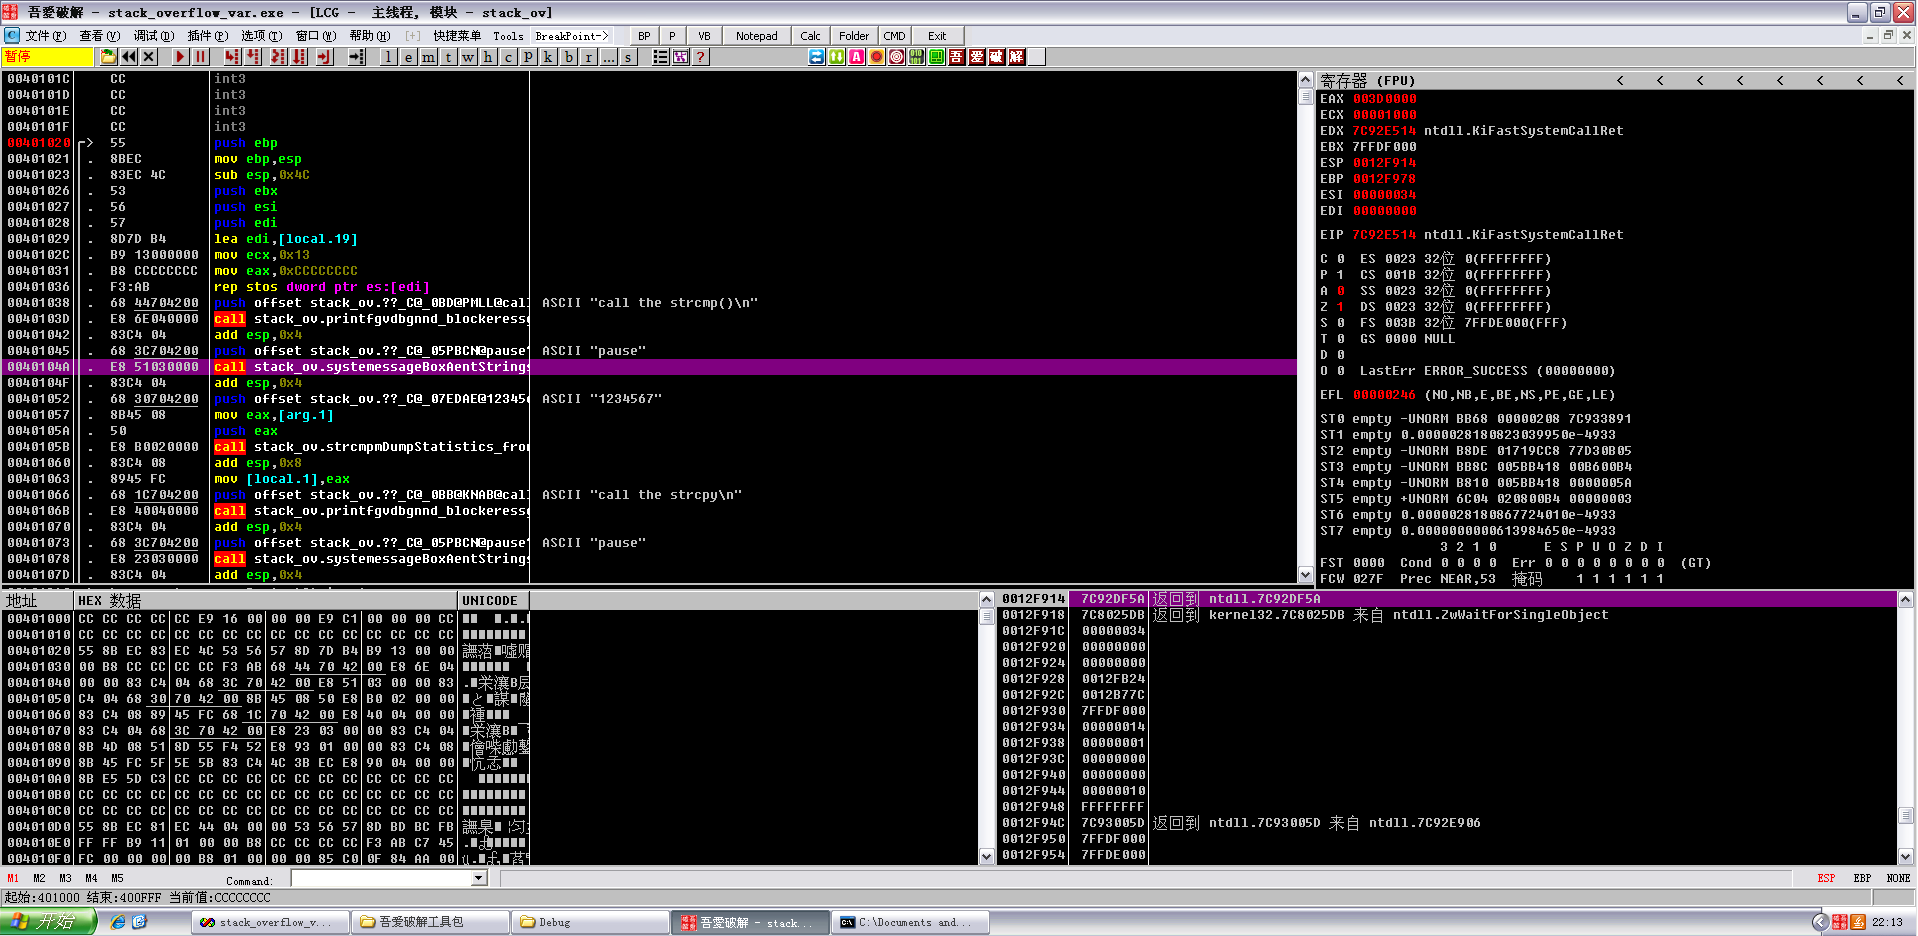 吾爱破解 - stack_overflow_var.exe - [LCG - 主线程, 模块 - stack_ov]
文件(F) 查看(V) 调试(D) 插件(P) 选项(T) 窗口(W) 帮助(H) [+] 快捷菜单 Tools BreakPoint-> BP P VB Notepad Calc Folder CMD Exit
暂停 l e m t w h c p k b r ... s ? 吾 爱 破 解
0040101C CC int3
0040101D CC int3
0040101E CC int3
0040101F CC int3
00401020 55 push ebp
00401021 . 8BEC mov ebp,esp
00401023 . 83EC 4C sub esp,0x4C
00401026 . 53 push ebx
00401027 . 56 push esi
00401028 . 57 push edi
00401029 . 8D7D B4 lea edi,[local.19]
0040102C . B9 13000000 mov ecx,0x13
00401031 . B8 CCCCCCCC mov eax,0xCCCCCCCC
00401036 . F3:AB rep stos dword ptr es:[edi]
00401038 . 68 44704200 push offset stack_ov.??_C@_0BD@PMLL@cal ASCII "call the strcmp()\n"
0040103D . E8 6E040000 call stack_ov.printfgvdbgnnd_blockeress
00401042 . 83C4 04 add esp,0x4
00401045 . 68 3C704200 push offset stack_ov.??_C@_05PBCN@pause ASCII "pause"
0040104A . E8 51030000 call stack_ov.systemessageBoxAentStrings
0040104F . 83C4 04 add esp,0x4
00401052 . 68 30704200 push offset stack_ov.??_C@_07EDAE@12345 ASCII "1234567"
00401057 . 8B45 08 mov eax,[arg.1]
0040105A . 50 push eax
0040105B . E8 B0020000 call stack_ov.strcmpmDumpStatistics_fro
00401060 . 83C4 08 add esp,0x8
00401063 . 8945 FC mov [local.1],eax
00401066 . 68 1C704200 push offset stack_ov.??_C@_0BB@KNAB@cal ASCII "call the strcpy\n"
0040106B . E8 40040000 call stack_ov.printfgvdbgnnd_blockeress
00401070 . 83C4 04 add esp,0x4
00401073 . 68 3C704200 push offset stack_ov.??_C@_05PBCN@pause ASCII "pause"
00401078 . E8 23030000 call stack_ov.systemessageBoxAentStrings
0040107D . 83C4 04 add esp,0x4
寄存器 (FPU) < < < < < < < <
EAX 003D0000
ECX 00001000
EDX 7C92E514 ntdll.KiFastSystemCallRet
EBX 7FFDF000
ESP 0012F914
EBP 0012F978
ESI 00000034
EDI 00000000
EIP 7C92E514 ntdll.KiFastSystemCallRet
C 0 ES 0023 32位 0(FFFFFFFF)
P 1 CS 001B 32位 0(FFFFFFFF)
A 0 SS 0023 32位 0(FFFFFFFF)
Z 1 DS 0023 32位 0(FFFFFFFF)
S 0 FS 003B 32位 7FFDE000(FFF)
T 0 GS 0000 NULL
D 0
O 0 LastErr ERROR_SUCCESS (00000000)
EFL 00000246 (NO,NB,E,BE,NS,PE,GE,LE)
ST0 empty -UNORM BB68 00000208 7C933891
ST1 empty 0.0000028180823039950e-4933
ST2 empty -UNORM B8DE 01719CC8 77D30B05
ST3 empty -UNORM BB8C 005BB418 00B600B4
ST4 empty -UNORM B810 005BB418 0000005A
ST5 empty +UNORM 6C04 020800B4 00000003
ST6 empty 0.0000028180867724010e-4933
ST7 empty 0.0000000000613984650e-4933
3 2 1 0 E S P U O Z D I
FST 0000 Cond 0 0 0 0 Err 0 0 0 0 0 0 0 0 (GT)
FCW 027F Prec NEAR,53 掩码 1 1 1 1 1 1
地址 HEX 数据 UNICODE
00401000 CC CC CC CC CC E9 16 00 00 00 E9 C1 00 00 00 CC
00401010 CC CC CC CC CC CC CC CC CC CC CC CC CC CC CC CC
00401020 55 8B EC 83 EC 4C 53 56 57 8D 7D B4 B9 13 00 00
00401030 00 B8 CC CC CC CC F3 AB 68 44 70 42 00 E8 6E 04
00401040 00 00 83 C4 04 68 3C 70 42 00 E8 51 03 00 00 83
00401050 C4 04 68 30 70 42 00 8B 45 08 50 E8 B0 02 00 00
00401060 83 C4 08 89 45 FC 68 1C 70 42 00 E8 40 04 00 00
00401070 83 C4 04 68 3C 70 42 00 E8 23 03 00 00 83 C4 04
00401080 8B 4D 08 51 8D 55 F4 52 E8 93 01 00 00 83 C4 08
00401090 8B 45 FC 5F 5E 5B 83 C4 4C 3B EC E8 90 04 00 00
004010A0 8B E5 5D C3 CC CC CC CC CC CC CC CC CC CC CC CC
004010B0 CC CC CC CC CC CC CC CC CC CC CC CC CC CC CC CC
004010C0 CC CC CC CC CC CC CC CC CC CC CC CC CC CC CC CC
004010D0 55 8B EC 81 EC 44 04 00 00 53 56 57 8D BD BC FB
004010E0 FF FF B9 11 01 00 00 B8 CC CC CC CC F3 AB C7 45
004010F0 FC 00 00 00 00 B8 01 00 00 00 85 C0 0F 84 AA 00
0012F914 7C92DF5A 返回到 ntdll.7C92DF5A
0012F918 7C8025DB 返回到 kernel32.7C8025DB 来自 ntdll.ZwWaitForSingleObject
0012F91C 00000034
0012F920 00000000
0012F924 00000000
0012F928 0012FB24
0012F92C 0012B77C
0012F930 7FFDF000
0012F934 00000014
0012F938 00000001
0012F93C 00000000
0012F940 00000000
0012F944 00000010
0012F948 FFFFFFFF
0012F94C 7C93005D 返回到 ntdll.7C93005D 来自 ntdll.7C92E906
0012F950 7FFDF000
0012F954 7FFDE000
M1 M2 M3 M4 M5 Command: ESP EBP NONE
起始:401000 结束:400FFF 当前值:CCCCCCCC
开始 stack_overflow_v... 吾爱破解工具包 Debug 吾爱破解 - stack... C:\Documents and... 22:13